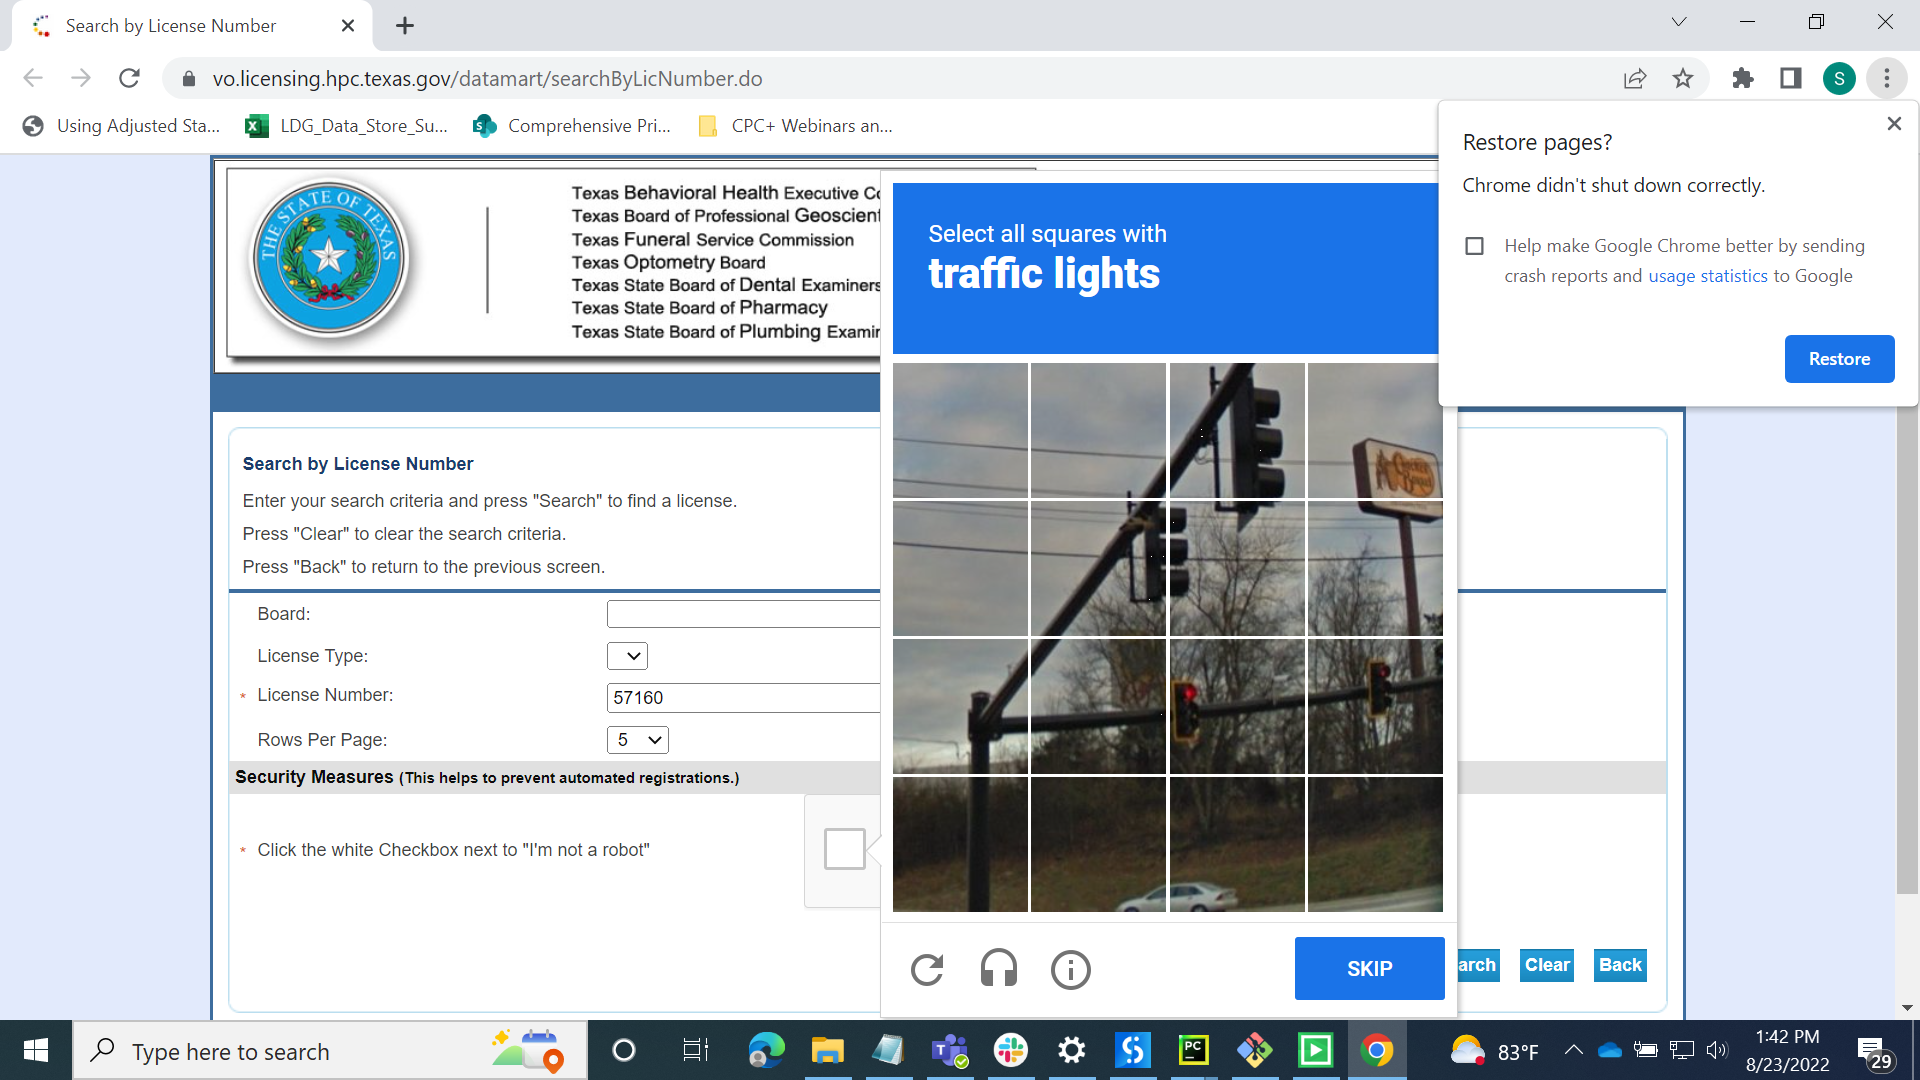 Search by License Number
vo.licensing.hpc.texas.gov/datamart/searchByLicNumber.do
S
Using Adjusted Sta...
LDG_Data_Store_Su...
Comprehensive Pri...
CPC+ Webinars an...
Restore pages?
Chrome didn't shut down correctly.
Help make Google Chrome better by sending
crash reports and usage statistics to Google
Restore
THE STATE OF TEXAS
Texas Behavioral Health Executive Co
Texas Board of Professional Geoscient
Texas Funeral Service Commission
Texas Optometry Board
Texas State Board of Dental Examiners
Texas State Board of Pharmacy
Texas State Board of Plumbing Examin
Select all squares with
traffic lights
Search by License Number
Enter your search criteria and press "Search" to find a license.
Press "Clear" to clear the search criteria.
Press "Back" to return to the previous screen.
Board:
License Type:
* License Number:
57160
Rows Per Page:
5
Security Measures (This helps to prevent automated registrations.)
* Click the white Checkbox next to "I'm not a robot"
SKIP
arch
Clear
Back
Type here to search
83°F
1:42 PM
8/23/2022
29